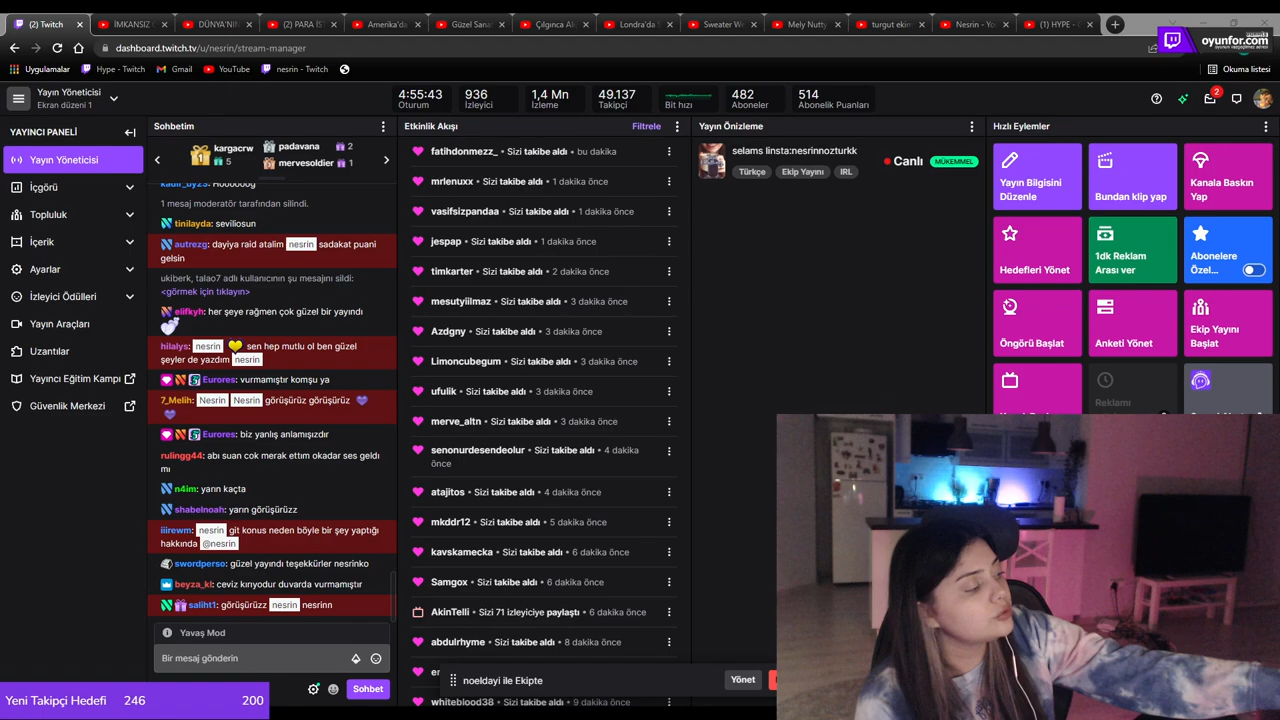 (2) Twitch
İMKANSIZ
DÜNYA'NIN
(2) PARA İS
Amerika'da
Güzel Sanat
Çılgınca Al
Londra'da
Sweater We
Mely Nutty
turgut ekim
Nesrin - Yo
(1) HYPE -
dashboard.twitch.tv/u/nesrin/stream-manager
oyunfor.com
Uygulamalar
Hype - Twitch
Gmail
YouTube
nesrin - Twitch
Okuma listesi
Yayın Yöneticisi
Ekran düzeni 1
4:55:43
Oturum
936
İzleyici
1,4 Mn
İzleme
49.137
Takipçi
Bit hızı
482
Aboneler
514
Abonelik Puanları
2
YAYINCI PANELİ
Yayın Yöneticisi
İçgörü
Topluluk
İçerik
Ayarlar
İzleyici Ödülleri
Yayın Araçları
Uzantılar
Yayıncı Eğitim Kampı
Güvenlik Merkezi
Sohbetim
kargacrw
5
padavana 2
mervesoldier 1
kadir_by23: Hooooooğ
1 mesaj moderatör tarafından silindi.
tinilayda: seviliosun
autrezg: dayiya raid atalim nesrin sadakat puani
gelsin
ukiberk, talao7 adlı kullanıcının şu mesajını sildi:
<görmek için tıklayın>
elifkyh: her şeye rağmen çok güzel bir yayındı
hilalys: nesrin sen hep mutlu ol ben güzel
şeyler de yazdım nesrin
Eurores: vurmamıştır komşu ya
7_Melih: Nesrin Nesrin görüşürüz görüşürüz
Eurores: biz yanlış anlamışızdır
rulingg44: abı suan cok merak ettım okadar ses geldı
mı
n4im: yarın kaçta
shabelnoah: yarın görüşürüzz
iiirewm: nesrin git konus neden böyle bir şey yaptığı
hakkında @nesrin
swordperso: güzel yayındı teşekkürler nesrinko
beyza_kl: ceviz kırıyodur duvarda vurmamıştır
saliht1: görüşürüzz nesrin nesrinn
Yavaş Mod
Bir mesaj gönderin
Sohbet
Yeni Takipçi Hedefi 246 200
Etkinlik Akışı
Filtrele
fatihdonmezz_ • Sizi takibe aldı • bu dakika
mrlenuxx • Sizi takibe aldı • 1 dakika önce
vasifsizpandaa • Sizi takibe aldı • 1 dakika önce
jespap • Sizi takibe aldı • 1 dakika önce
timkarter • Sizi takibe aldı • 2 dakika önce
mesutyiilmaz • Sizi takibe aldı • 3 dakika önce
Azdgny • Sizi takibe aldı • 3 dakika önce
Limoncubegum • Sizi takibe aldı • 3 dakika önce
ufulik • Sizi takibe aldı • 3 dakika önce
merve_altn • Sizi takibe aldı • 3 dakika önce
senonurdesendeolur • Sizi takibe aldı • 4 dakika
önce
atajitos • Sizi takibe aldı • 4 dakika önce
mkddr12 • Sizi takibe aldı • 5 dakika önce
kavskamecka • Sizi takibe aldı • 6 dakika önce
Samgox • Sizi takibe aldı • 6 dakika önce
AkinTelli • Sizi 71 izleyiciye paylaştı • 6 dakika önce
abdulrhyme • Sizi takibe aldı • 8 dakika önce
whiteblood38 • Sizi takibe aldı • 9 dakika önce
noeldayi ile Ekipte
Yönet
Yayın Önizleme
selams Iinsta:nesrinnozturkk
Türkçe
Ekip Yayını
IRL
Canlı
MÜKEMMEL
Hızlı Eylemler
Yayın Bilgisini
Düzenle
Bundan klip yap
Kanala Baskın
Yap
Hedefleri Yönet
1dk Reklam
Arası ver
Abonelere
Özel...
Öngörü Başlat
Anketi Yönet
Ekip Yayını
Başlat